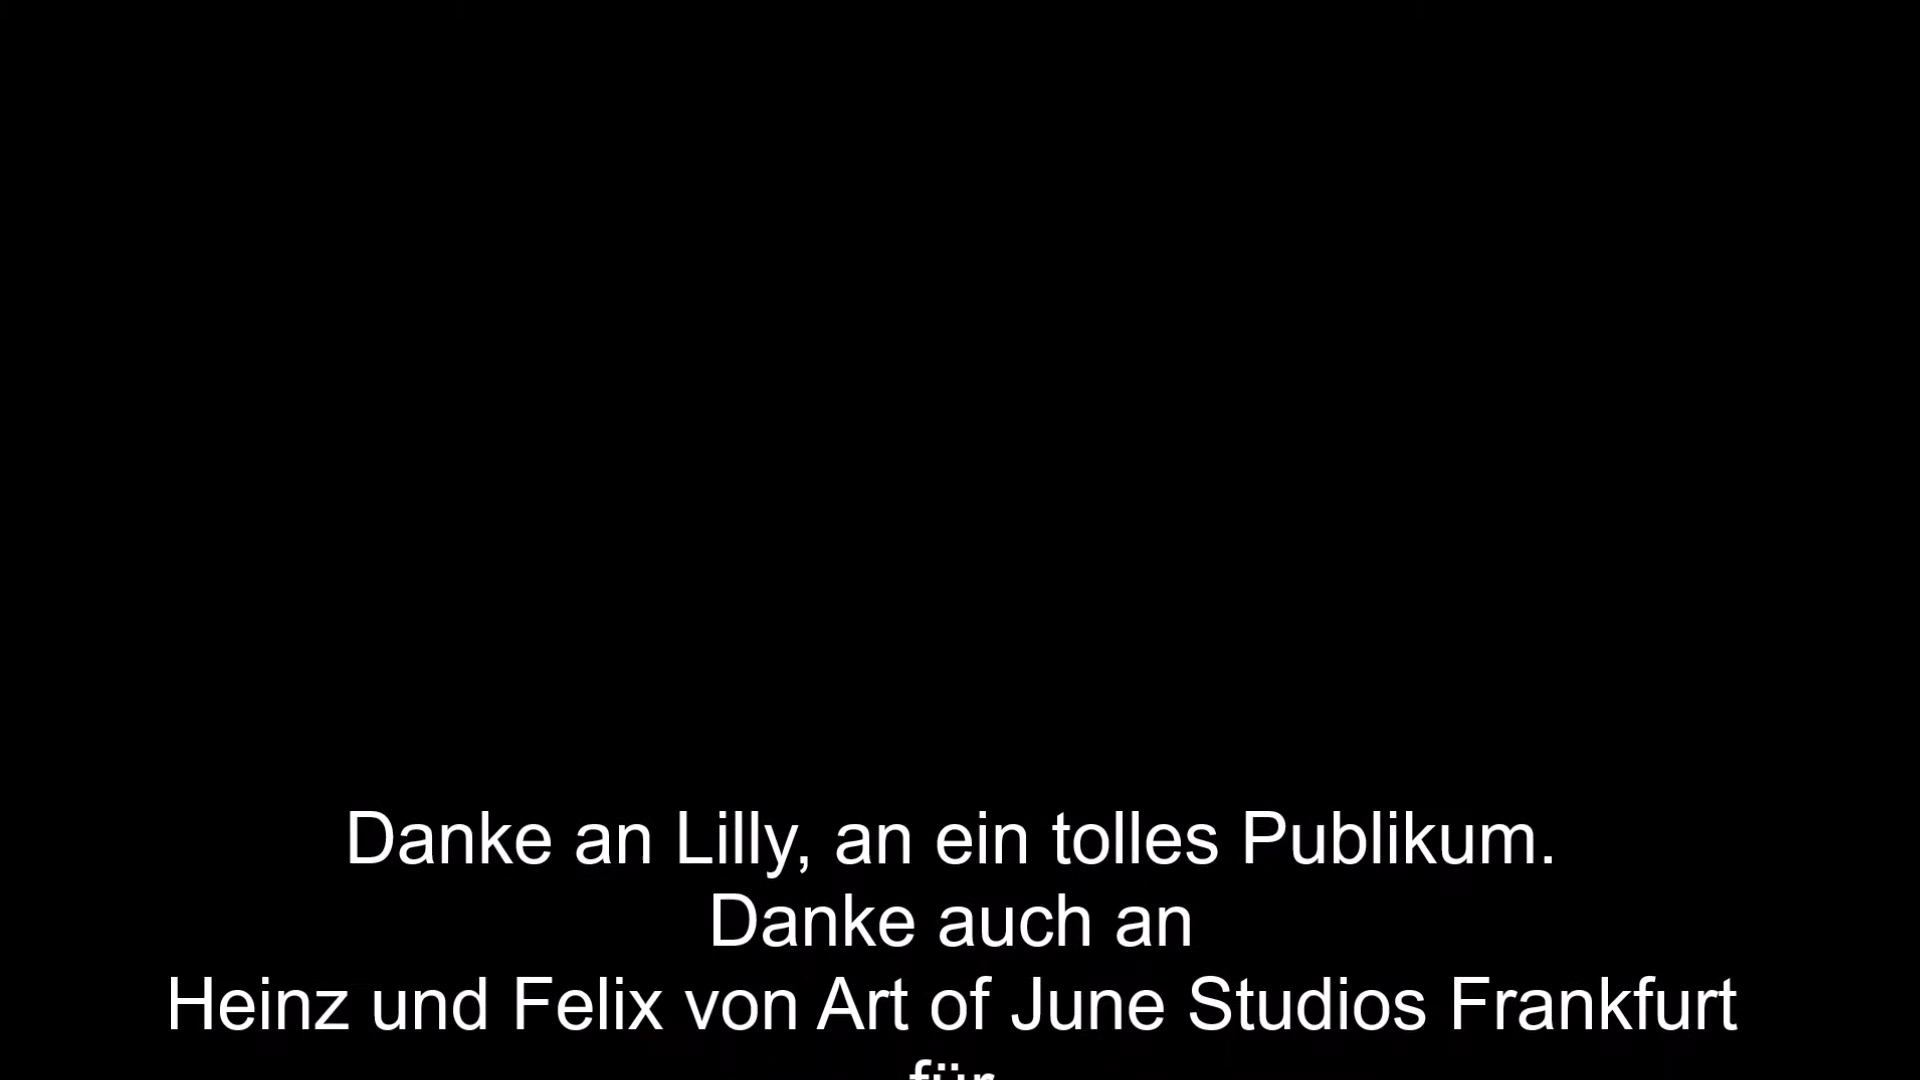 Danke an Lilly, an ein tolles Publikum.
Danke auch an
Heinz und Felix von Art of June Studios Frankfurt
für